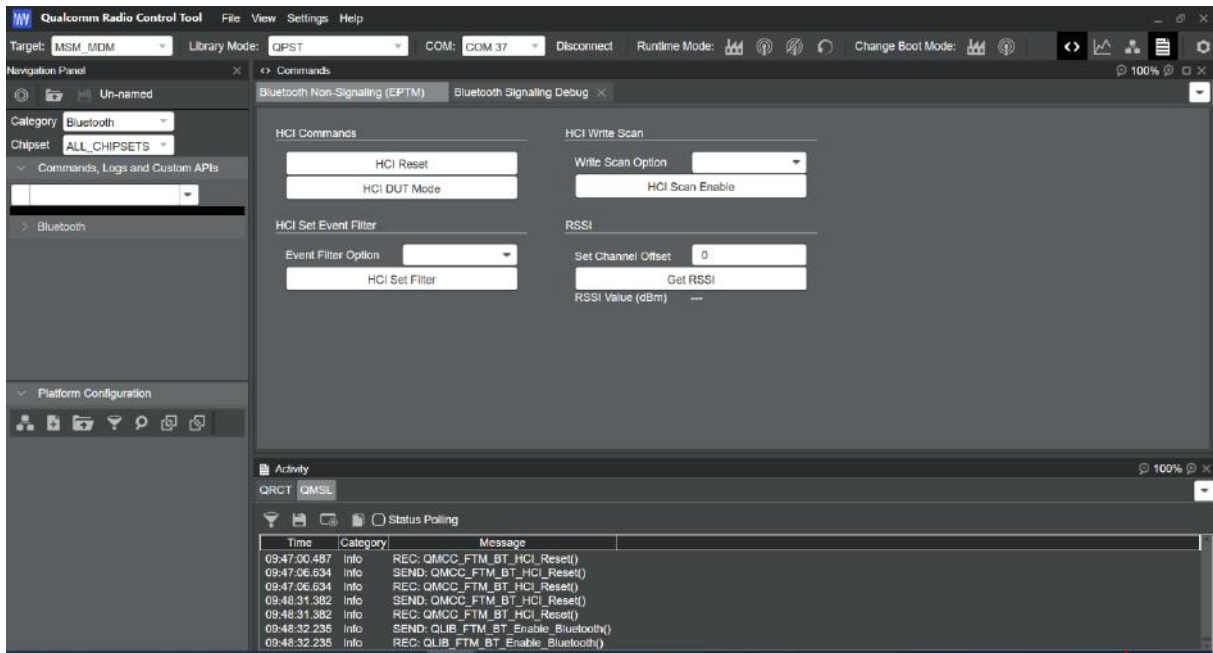 Qualcomm Radio Control Tool File View Settings Help
Target: MSM_MDM Library Mode: QPST COM: COM 37 Disconnect Runtime Mode: Change Boot Mode:
Navigation Panel
Commands 100%
Un-named
Bluetooth Non-Signaling (EPTM) Bluetooth Signaling Debug
Category Bluetooth
Chipset ALL_CHIPSETS
Commands, Logs and Custom APIs
Bluetooth
HCI Commands
HCI Reset
HCI DUT Mode
HCI Write Scan
Write Scan Option
HCI Scan Enable
HCI Set Event Filter
Event Filter Option
HCI Set Filter
RSSI
Set Channel Offset 0
Get RSSI
RSSI Value (dBm) ---
Platform Configuration
Activity 100%
QRCT QMSL
Status Polling
Time Category Message
09:47:00.487 Info REC: QMCC_FTM_BT_HCI_Reset()
09:47:06.634 Info SEND: QMCC_FTM_BT_HCI_Reset()
09:47:06.634 Info REC: QMCC_FTM_BT_HCI_Reset()
09:48:31.382 Info SEND: QMCC_FTM_BT_HCI_Reset()
09:48:31.382 Info REC: QMCC_FTM_BT_HCI_Reset()
09:48:32.235 Info SEND: QLIB_FTM_BT_Enable_Bluetooth()
09:48:32.235 Info REC: QLIB_FTM_BT_Enable_Bluetooth()